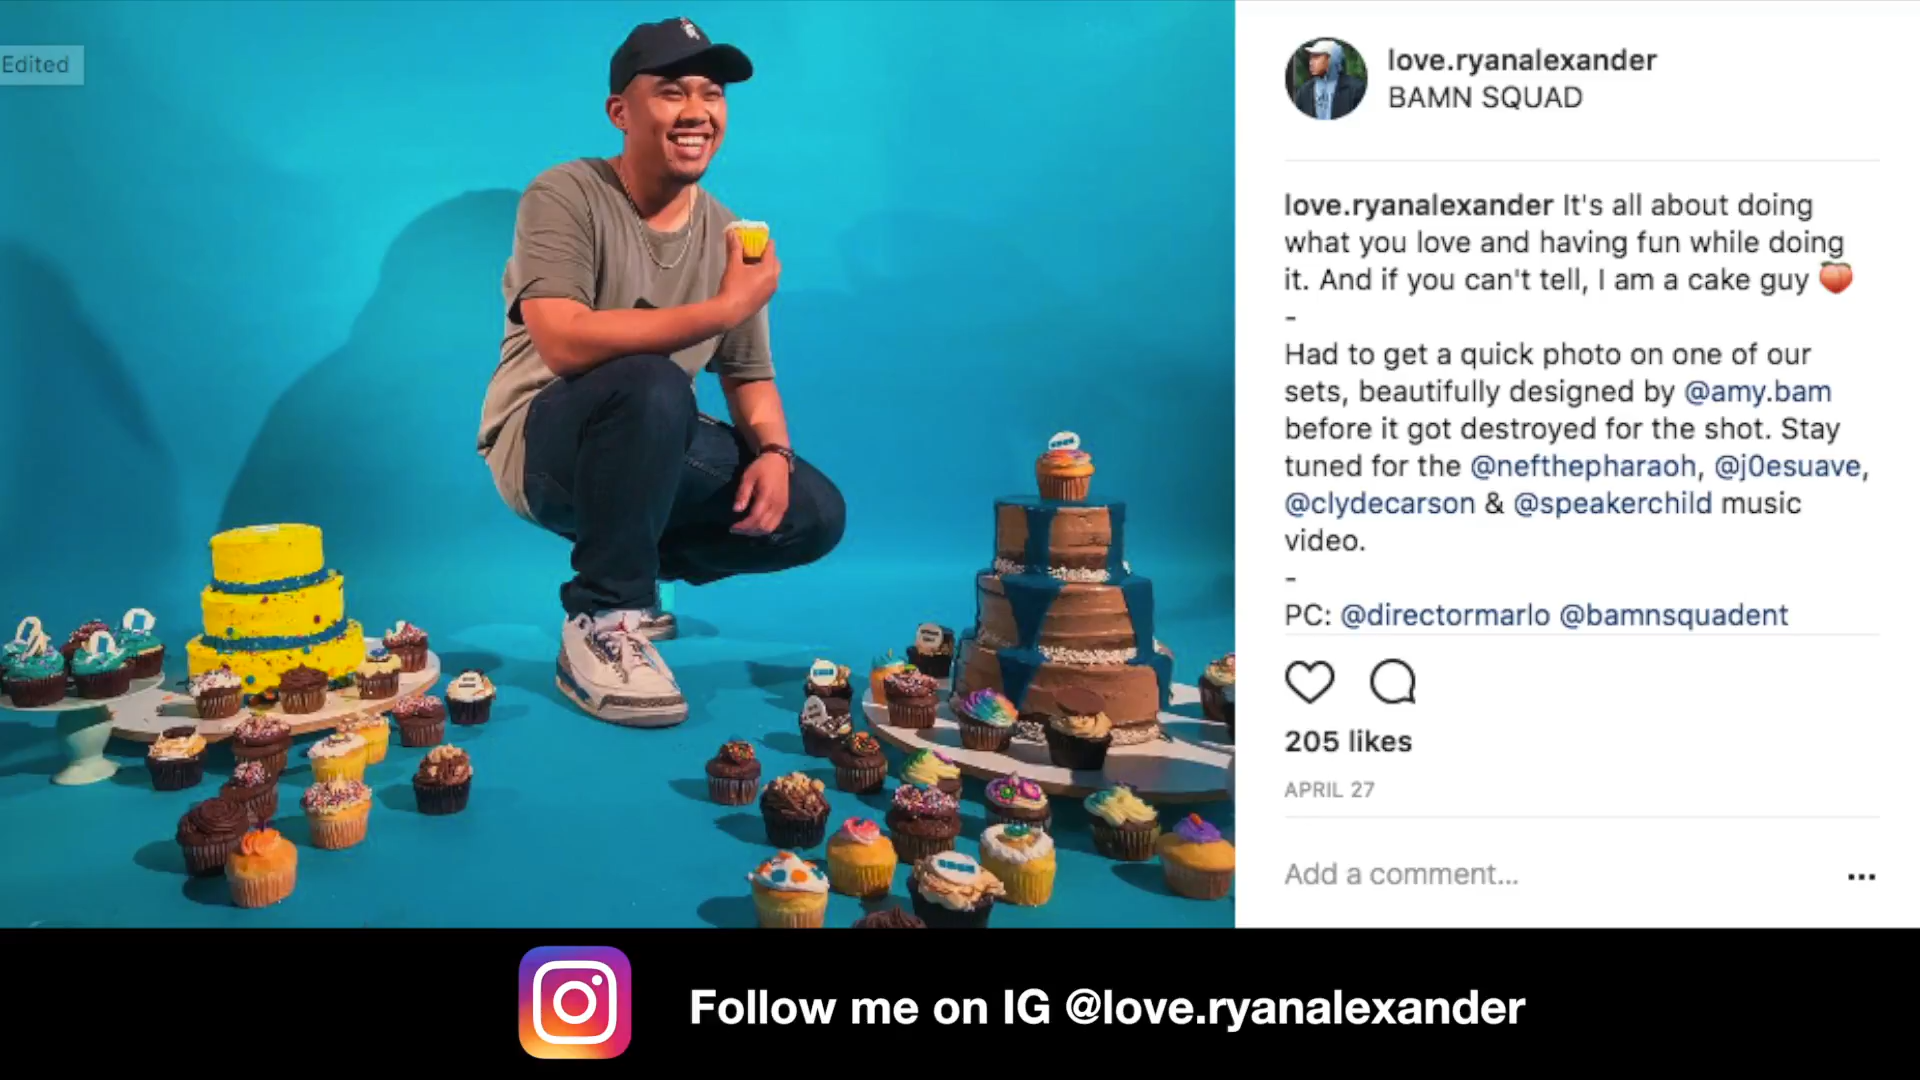 Edited
love.ryanalexander
BAMN SQUAD
love.ryanalexander It's all about doing
what you love and having fun while doing
it. And if you can't tell, I am a cake guy 🍑
-
Had to get a quick photo on one of our
sets, beautifully designed by @amy.bam
before it got destroyed for the shot. Stay
tuned for the @nefthepharaoh, @j0esuave,
@clydecarson & @speakerchild music
video.
-
PC: @directormarlo @bamnsquadent
205 likes
APRIL 27
Add a comment...
Follow me on IG @love.ryanalexander